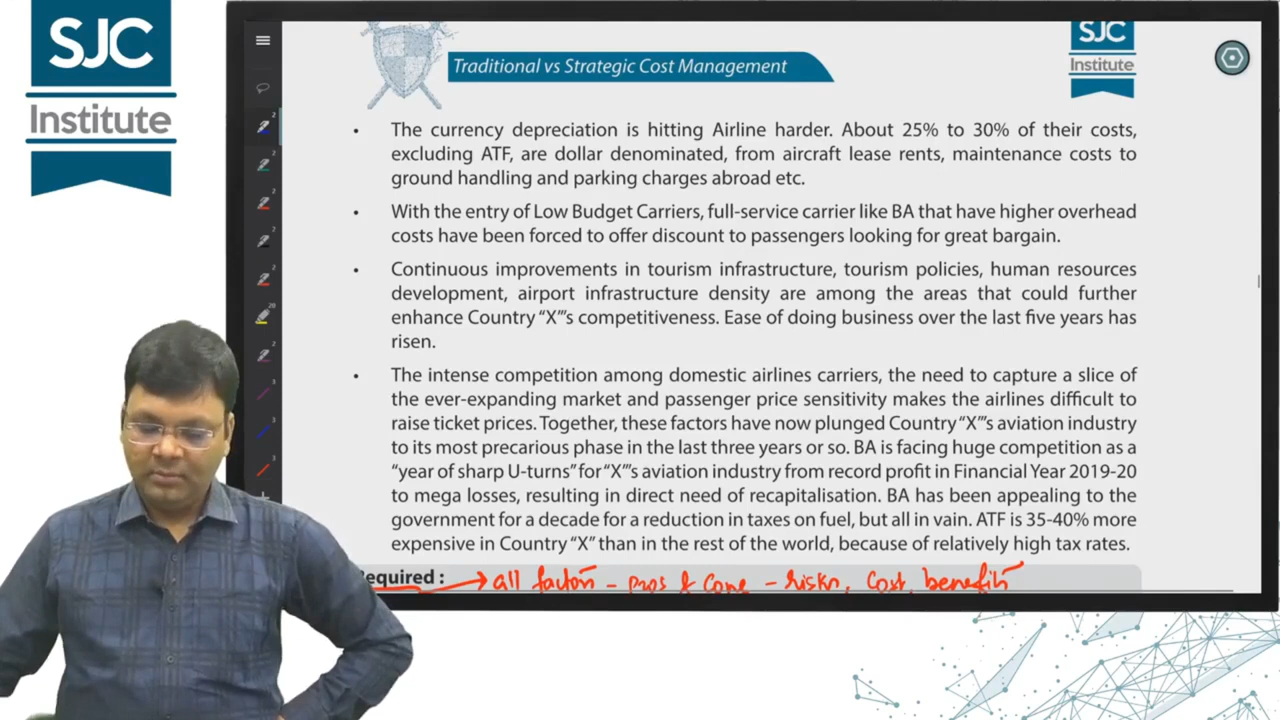 SJC
Institute
Traditional vs Strategic Cost Management
SJC
Institute
• The currency depreciation is hitting Airline harder. About 25% to 30% of their costs,
excluding ATF, are dollar denominated, from aircraft lease rents, maintenance costs to
ground handling and parking charges abroad etc.
• With the entry of Low Budget Carriers, full-service carrier like BA that have higher overhead
costs have been forced to offer discount to passengers looking for great bargain.
• Continuous improvements in tourism infrastructure, tourism policies, human resources
development, airport infrastructure density are among the areas that could further
enhance Country “X”’s competitiveness. Ease of doing business over the last five years has
risen.
• The intense competition among domestic airlines carriers, the need to capture a slice of
the ever-expanding market and passenger price sensitivity makes the airlines difficult to
raise ticket prices. Together, these factors have now plunged Country “X”’s aviation industry
to its most precarious phase in the last three years or so. BA is facing huge competition as a
“year of sharp U-turns” for “X”’s aviation industry from record profit in Financial Year 2019-20
to mega losses, resulting in direct need of recapitalisation. BA has been appealing to the
government for a decade for a reduction in taxes on fuel, but all in vain. ATF is 35-40% more
expensive in Country “X” than in the rest of the world, because of relatively high tax rates.
equired : → all factors – pros & cons – risks, cost, benefits